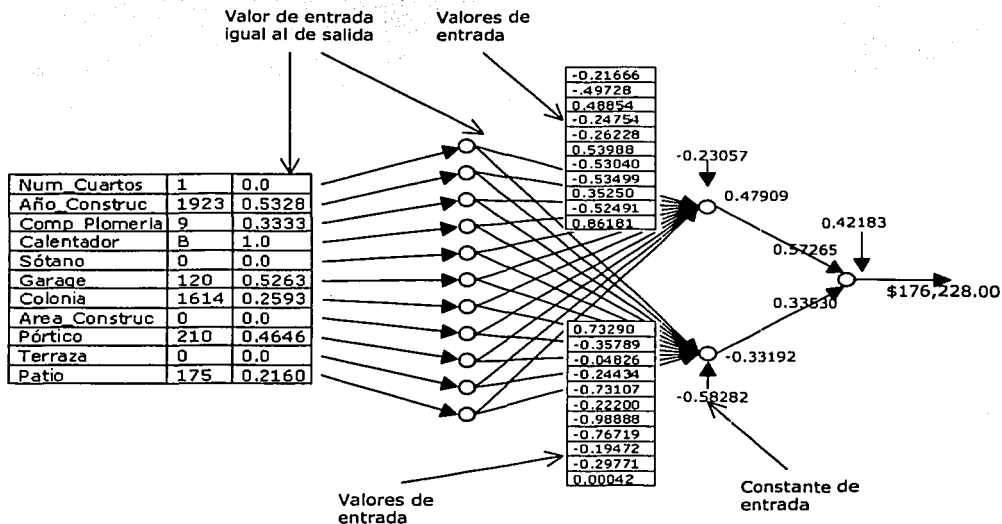 Valor de entrada
igual al de salida
Valores de
entrada
Num_Cuartos 1 0.0
Año_Construc 1923 0.5328
Comp_Plomeria 9 0.3333
Calentador B 1.0
Sótano 0 0.0
Garage 120 0.5263
Colonia 1614 0.2593
Area_Construc 0 0.0
Pórtico 210 0.4646
Terraza 0 0.0
Patio 175 0.2160
-0.21666
-.49728
0.48854
-0.24754
-0.26228
0.53988
-0.53040
-0.53499
0.35250
-0.52491
0.86181
0.73290
-0.35789
-0.04826
-0.24434
-0.73107
-0.22200
-0.98888
-0.76719
-0.19472
-0.29771
0.00042
-0.23057
0.47909
0.42183
0.57265
$176,228.00
0.33530
-0.33192
-0.58282
Valores de
entrada
Constante de
entrada